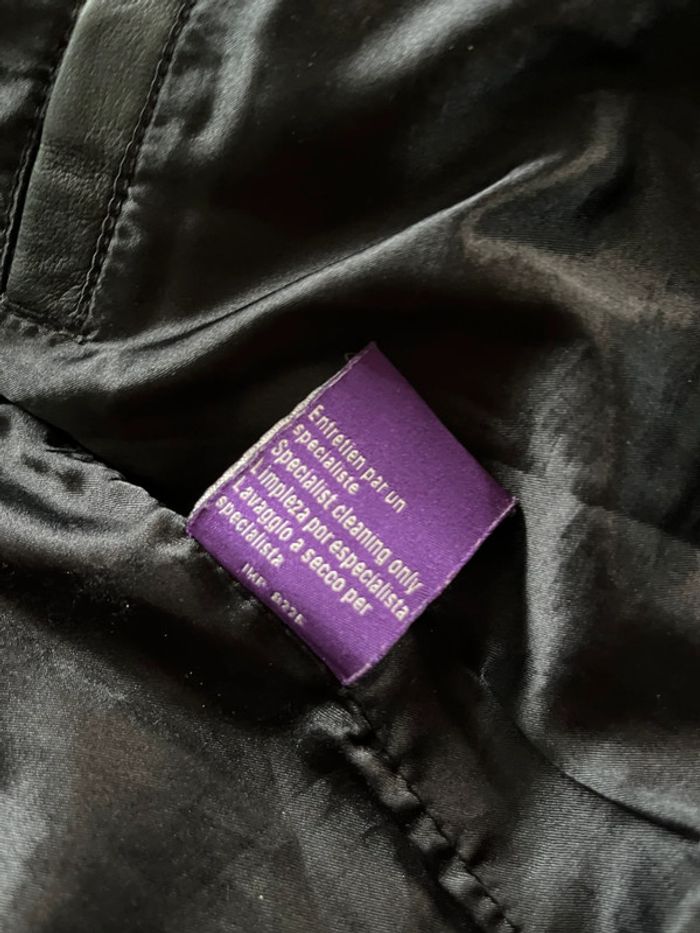 Entretien par un
specialiste
Specialist cleaning only
Limpieza por especialista
Lavaggio a secco per
specialista